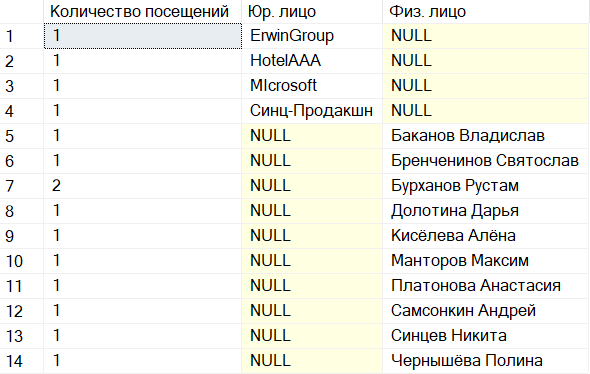 Количество посещений Юр. лицо Физ. лицо
1 1 ErwinGroup NULL
2 1 HotelAAA NULL
3 1 MIcrosoft NULL
4 1 Синц-Продакшн NULL
5 1 NULL Баканов Владислав
6 1 NULL Бренченинов Святослав
7 2 NULL Бурханов Рустам
8 1 NULL Долотина Дарья
9 1 NULL Кисёлева Алёна
10 1 NULL Манторов Максим
11 1 NULL Платонова Анастасия
12 1 NULL Самсонкин Андрей
13 1 NULL Синцев Никита
14 1 NULL Чернышёва Полина